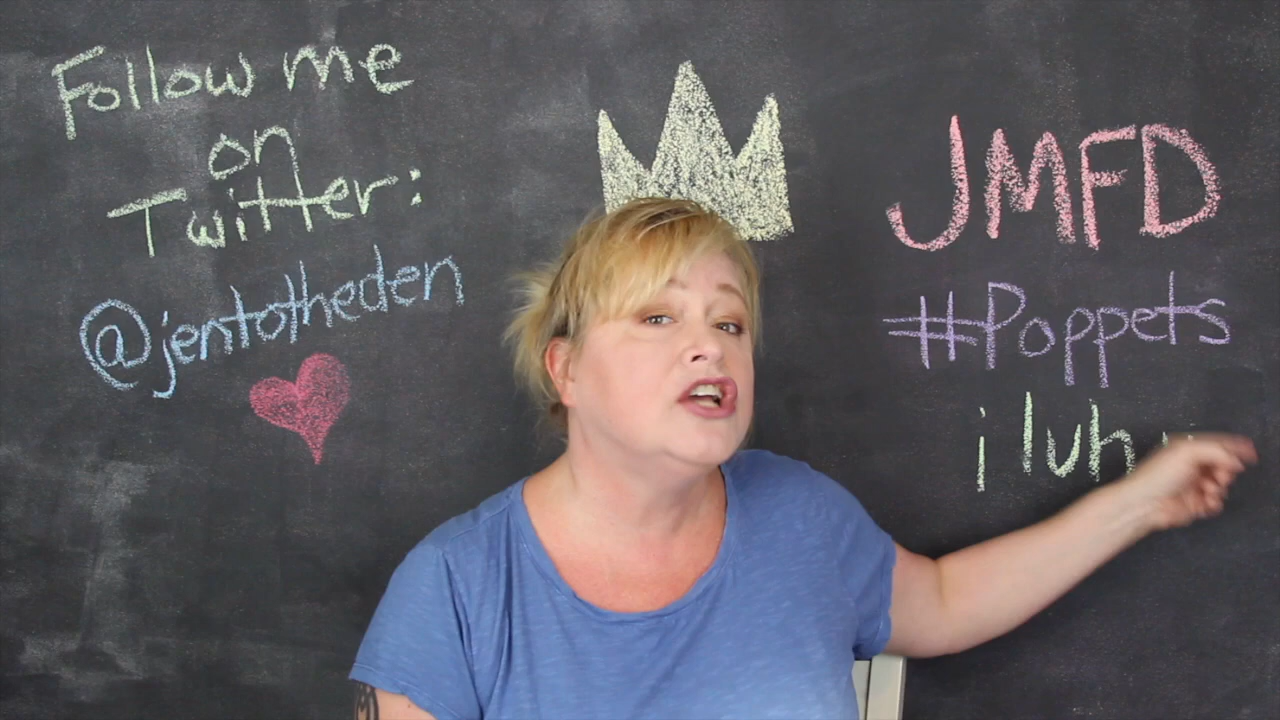 Follow me
on
Twitter:
@jentotheden
JMFD
#Poppets
i luh